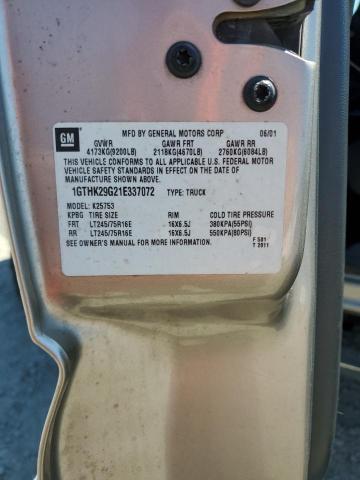 GM
MFD BY GENERAL MOTORS CORP 06/01
GVWR GAWR FRT GAWR RR
4173KG(9200LB) 2118KG(4670LB) 2760KG(6084LB)
THIS VEHICLE CONFORMS TO ALL APPLICABLE U.S. FEDERAL MOTOR
VEHICLE SAFETY STANDARDS IN EFFECT ON THE DATE OF
MANUFACTURE SHOWN ABOVE.
1GTHK29G21E337072 TYPE: TRUCK
MODEL: K25753
KPBG TIRE SIZE RIM COLD TIRE PRESSURE
FRT LT245/75R16E 16X6.5J 380KPA(55PSI)
RR LT245/75R16E 16X6.5J 550KPA(80PSI)
SEE OWNER'S MANUAL FOR MORE INFORMATION. F S01
T 2011